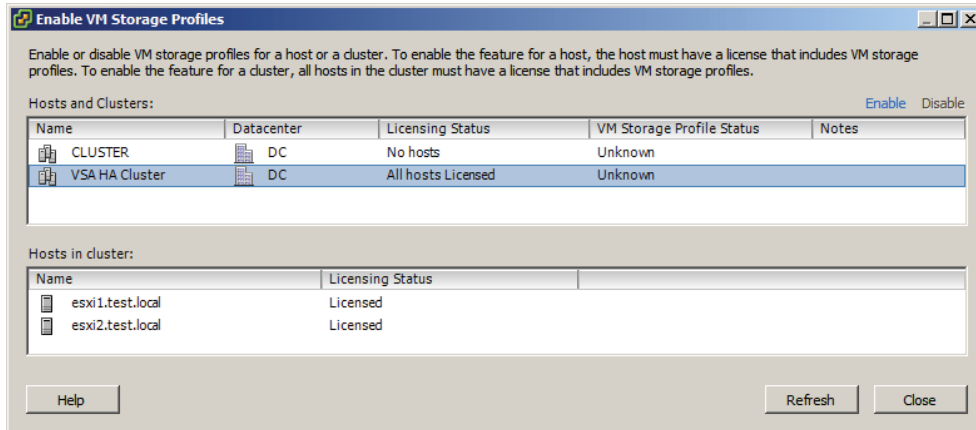 Enable VM Storage Profiles
Enable or disable VM storage profiles for a host or a cluster. To enable the feature for a host, the host must have a license that includes VM storage
profiles. To enable the feature for a cluster, all hosts in the cluster must have a license that includes VM storage profiles.
Hosts and Clusters: Enable Disable
Name Datacenter Licensing Status VM Storage Profile Status Notes
CLUSTER DC No hosts Unknown
VSA HA Cluster DC All hosts Licensed Unknown
Hosts in cluster:
Name Licensing Status
esxi1.test.local Licensed
esxi2.test.local Licensed
Help Refresh Close